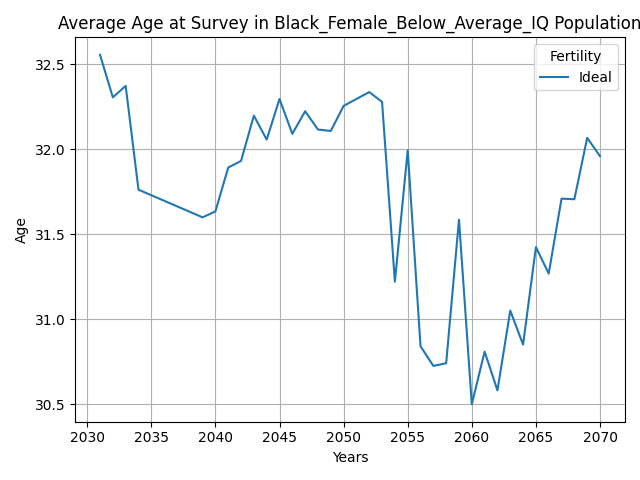 Average Age at Survey in Black_Female_Below_Average_IQ Population
Fertility
Ideal
32.5
32.0
31.5
31.0
30.5
Age
2030 2035 2040 2045 2050 2055 2060 2065 2070
Years